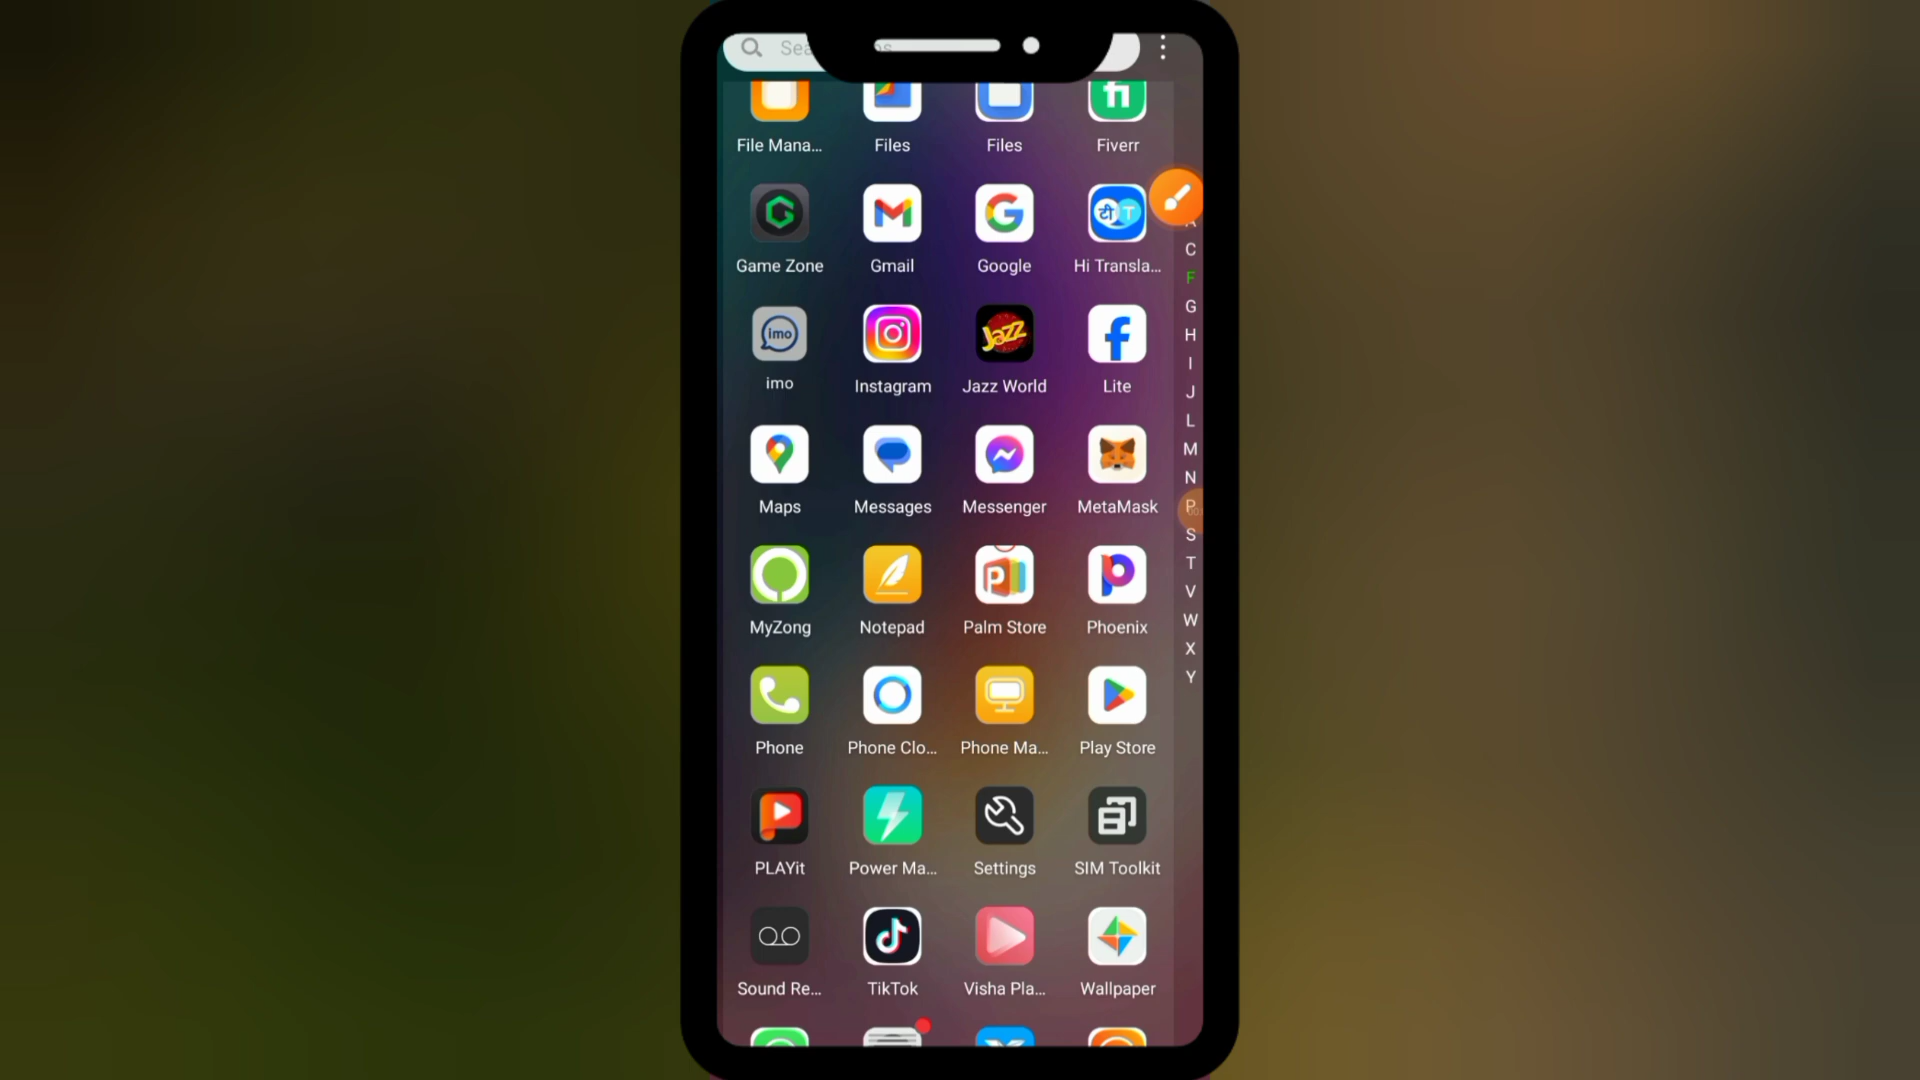 File Mana... Files Files Fiverr
Game Zone Gmail Google Hi Transla...
टी T
imo
Jazz
imo Instagram Jazz World Lite
Maps Messages Messenger MetaMask
MyZong Notepad Palm Store Phoenix
Phone Phone Clo... Phone Ma... Play Store
PLAYit Power Ma... Settings SIM Toolkit
Sound Re... TikTok Visha Pla... Wallpaper
C
F
G
H
I
J
L
M
N
P
S
T
V
W
X
Y